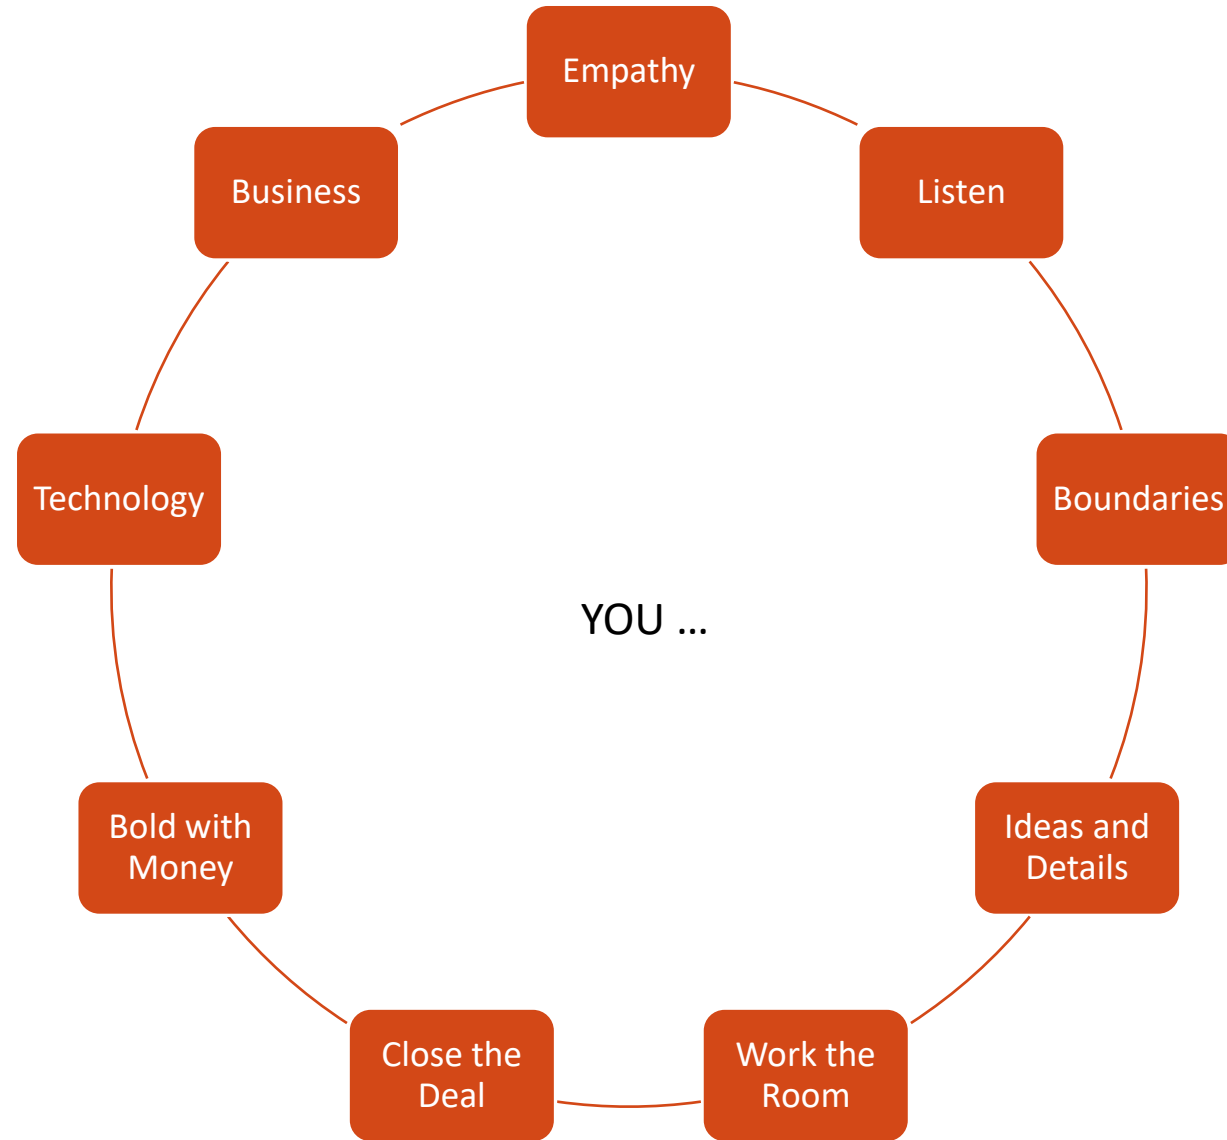 Empathy
Listen
Boundaries
Ideas and
Details
Work the
Room
Close the
Deal
Bold with
Money
Technology
Business
YOU ...